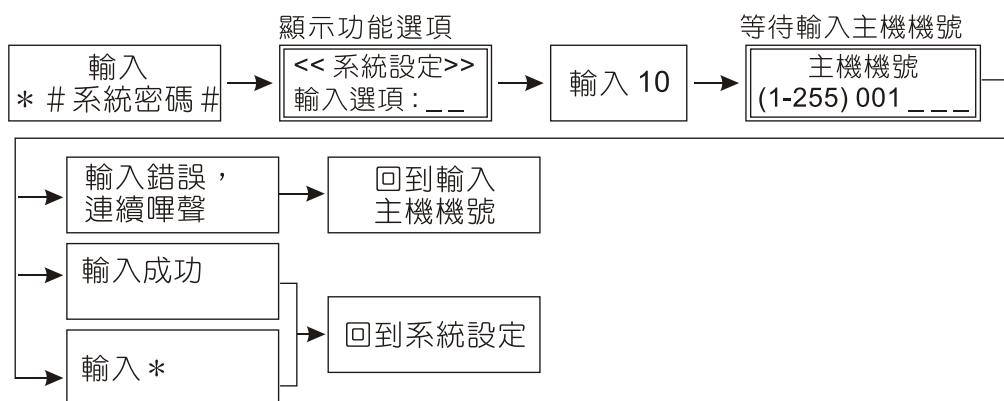 顯示功能選項
等待輸入主機機號
輸入
＊＃系統密碼＃
<< 系統設定>>
輸入選項：_ _
輸入 10
主機機號
(1-255) 001 _ _ _
輸入錯誤，
連續嗶聲
回到輸入
主機機號
輸入成功
回到系統設定
輸入＊